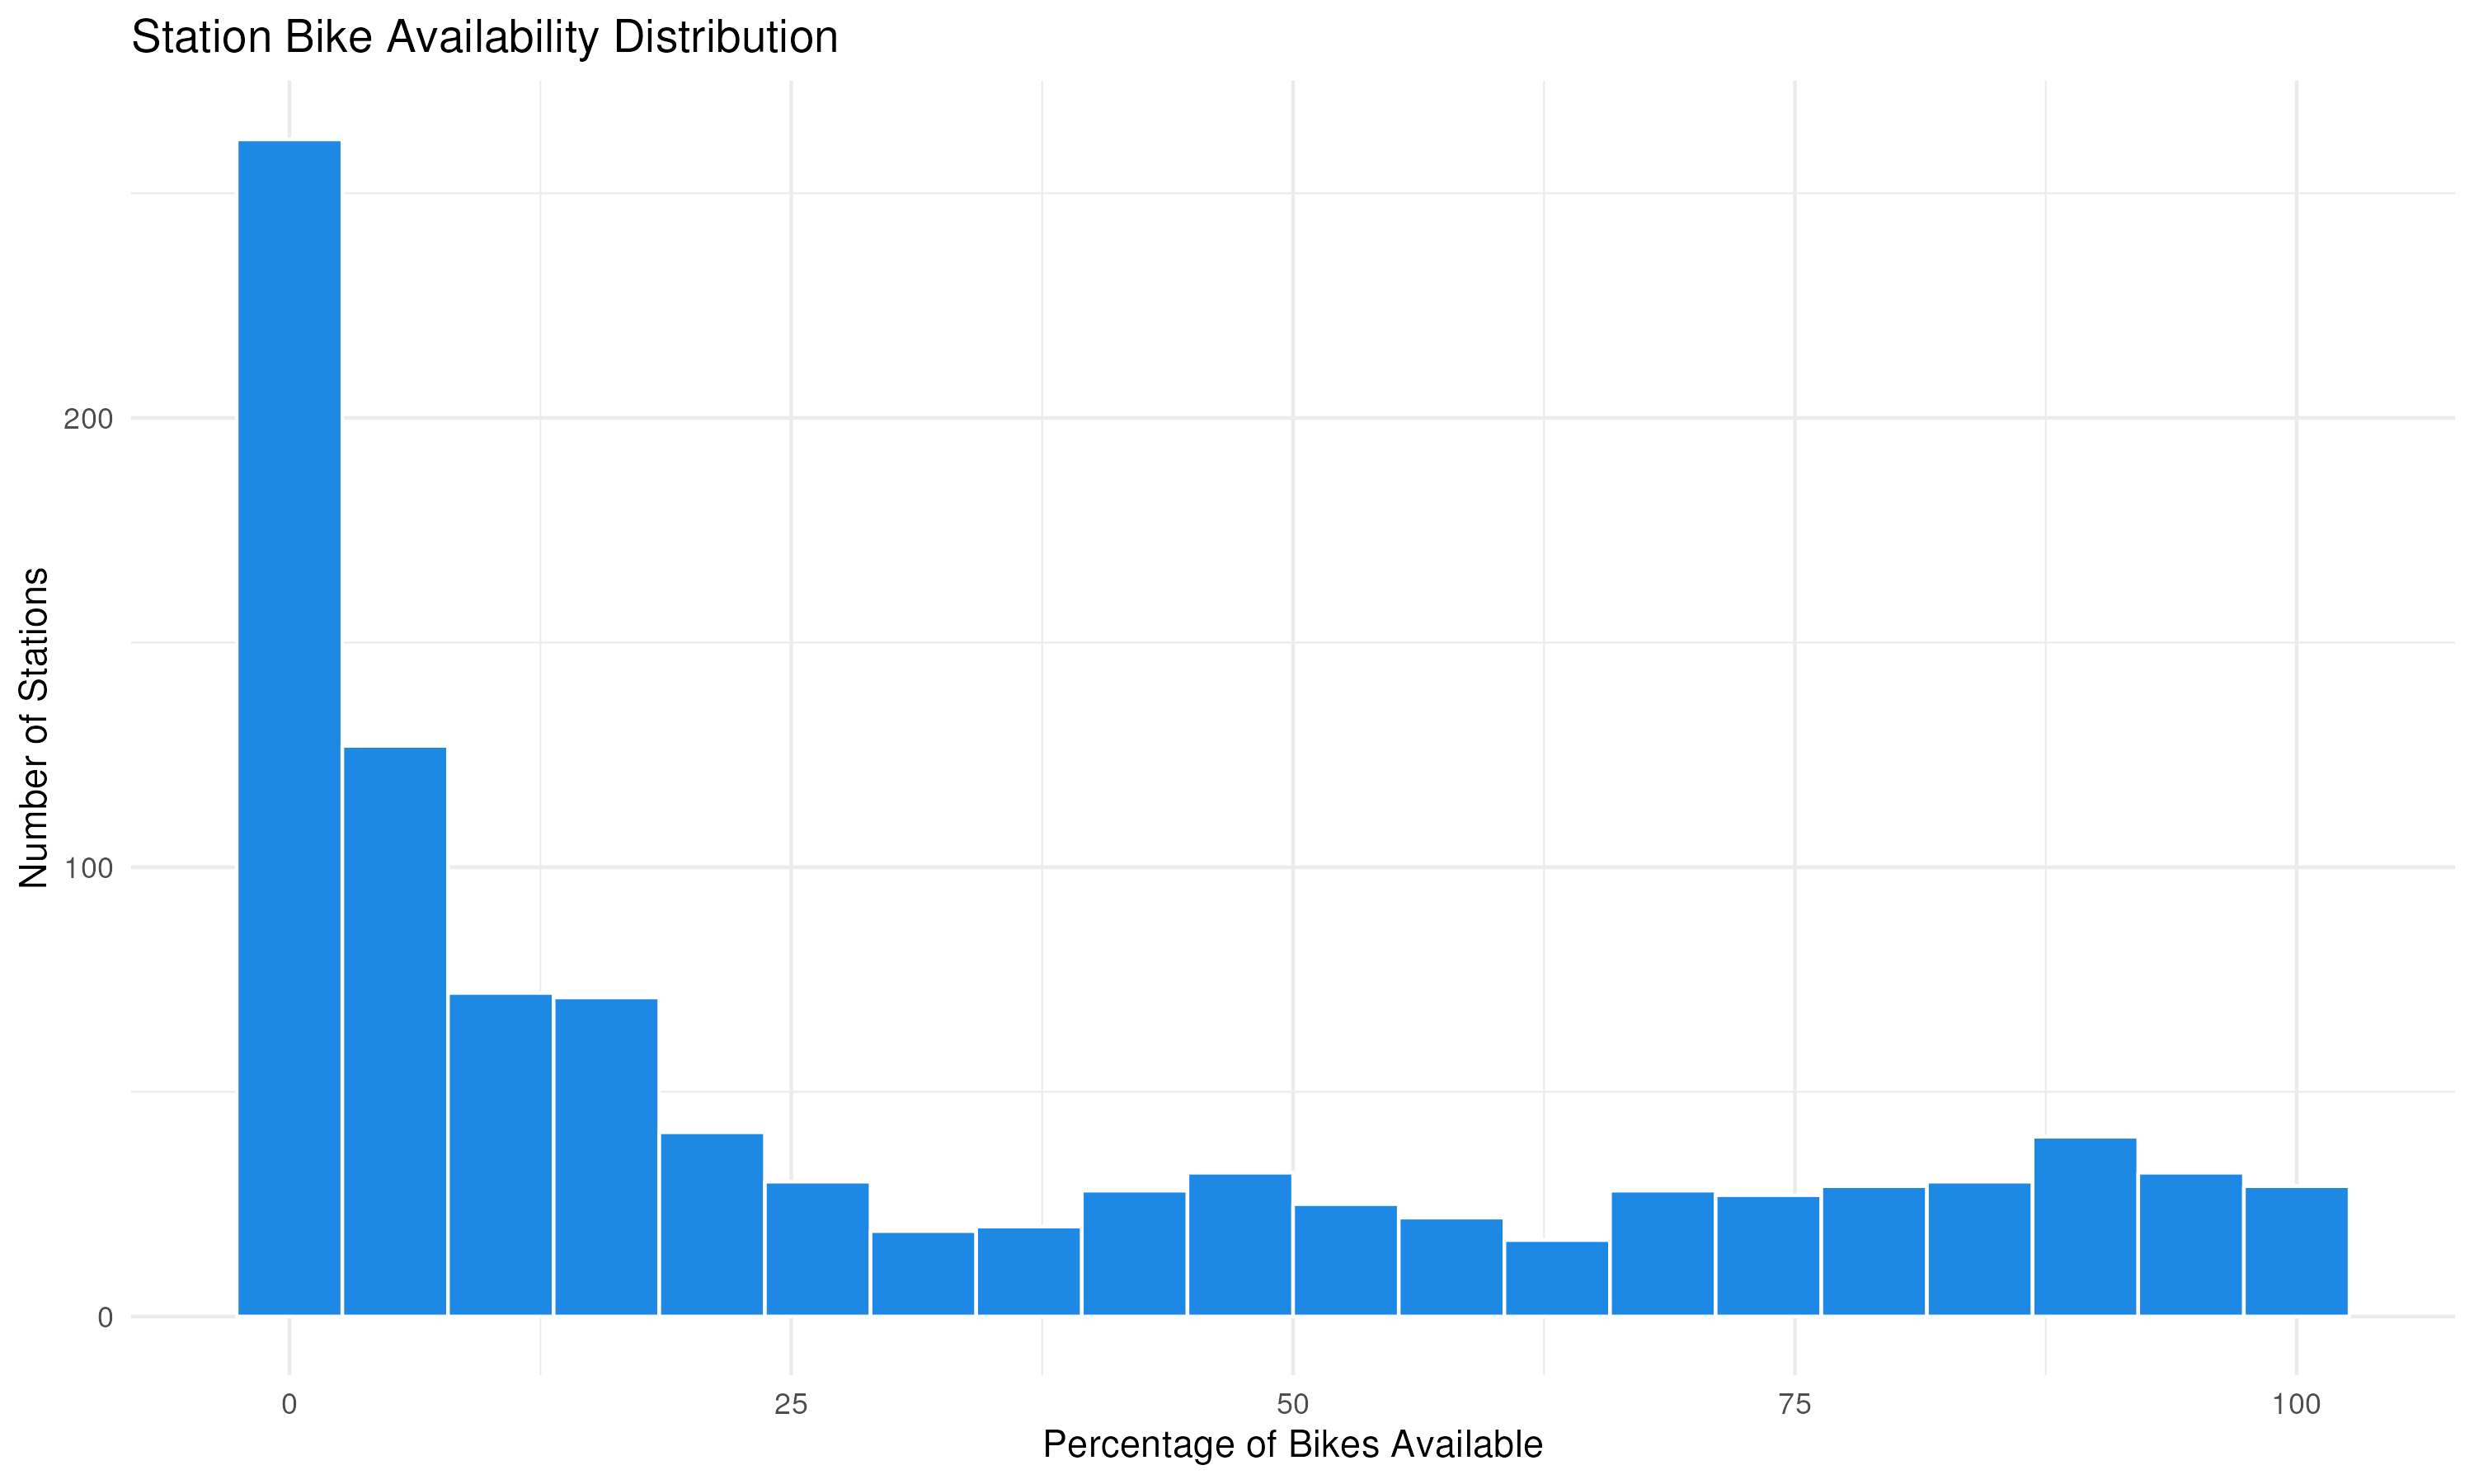 Station Bike Availability Distribution
Number of Stations
200
100
0
0 25 50 75 100
Percentage of Bikes Available